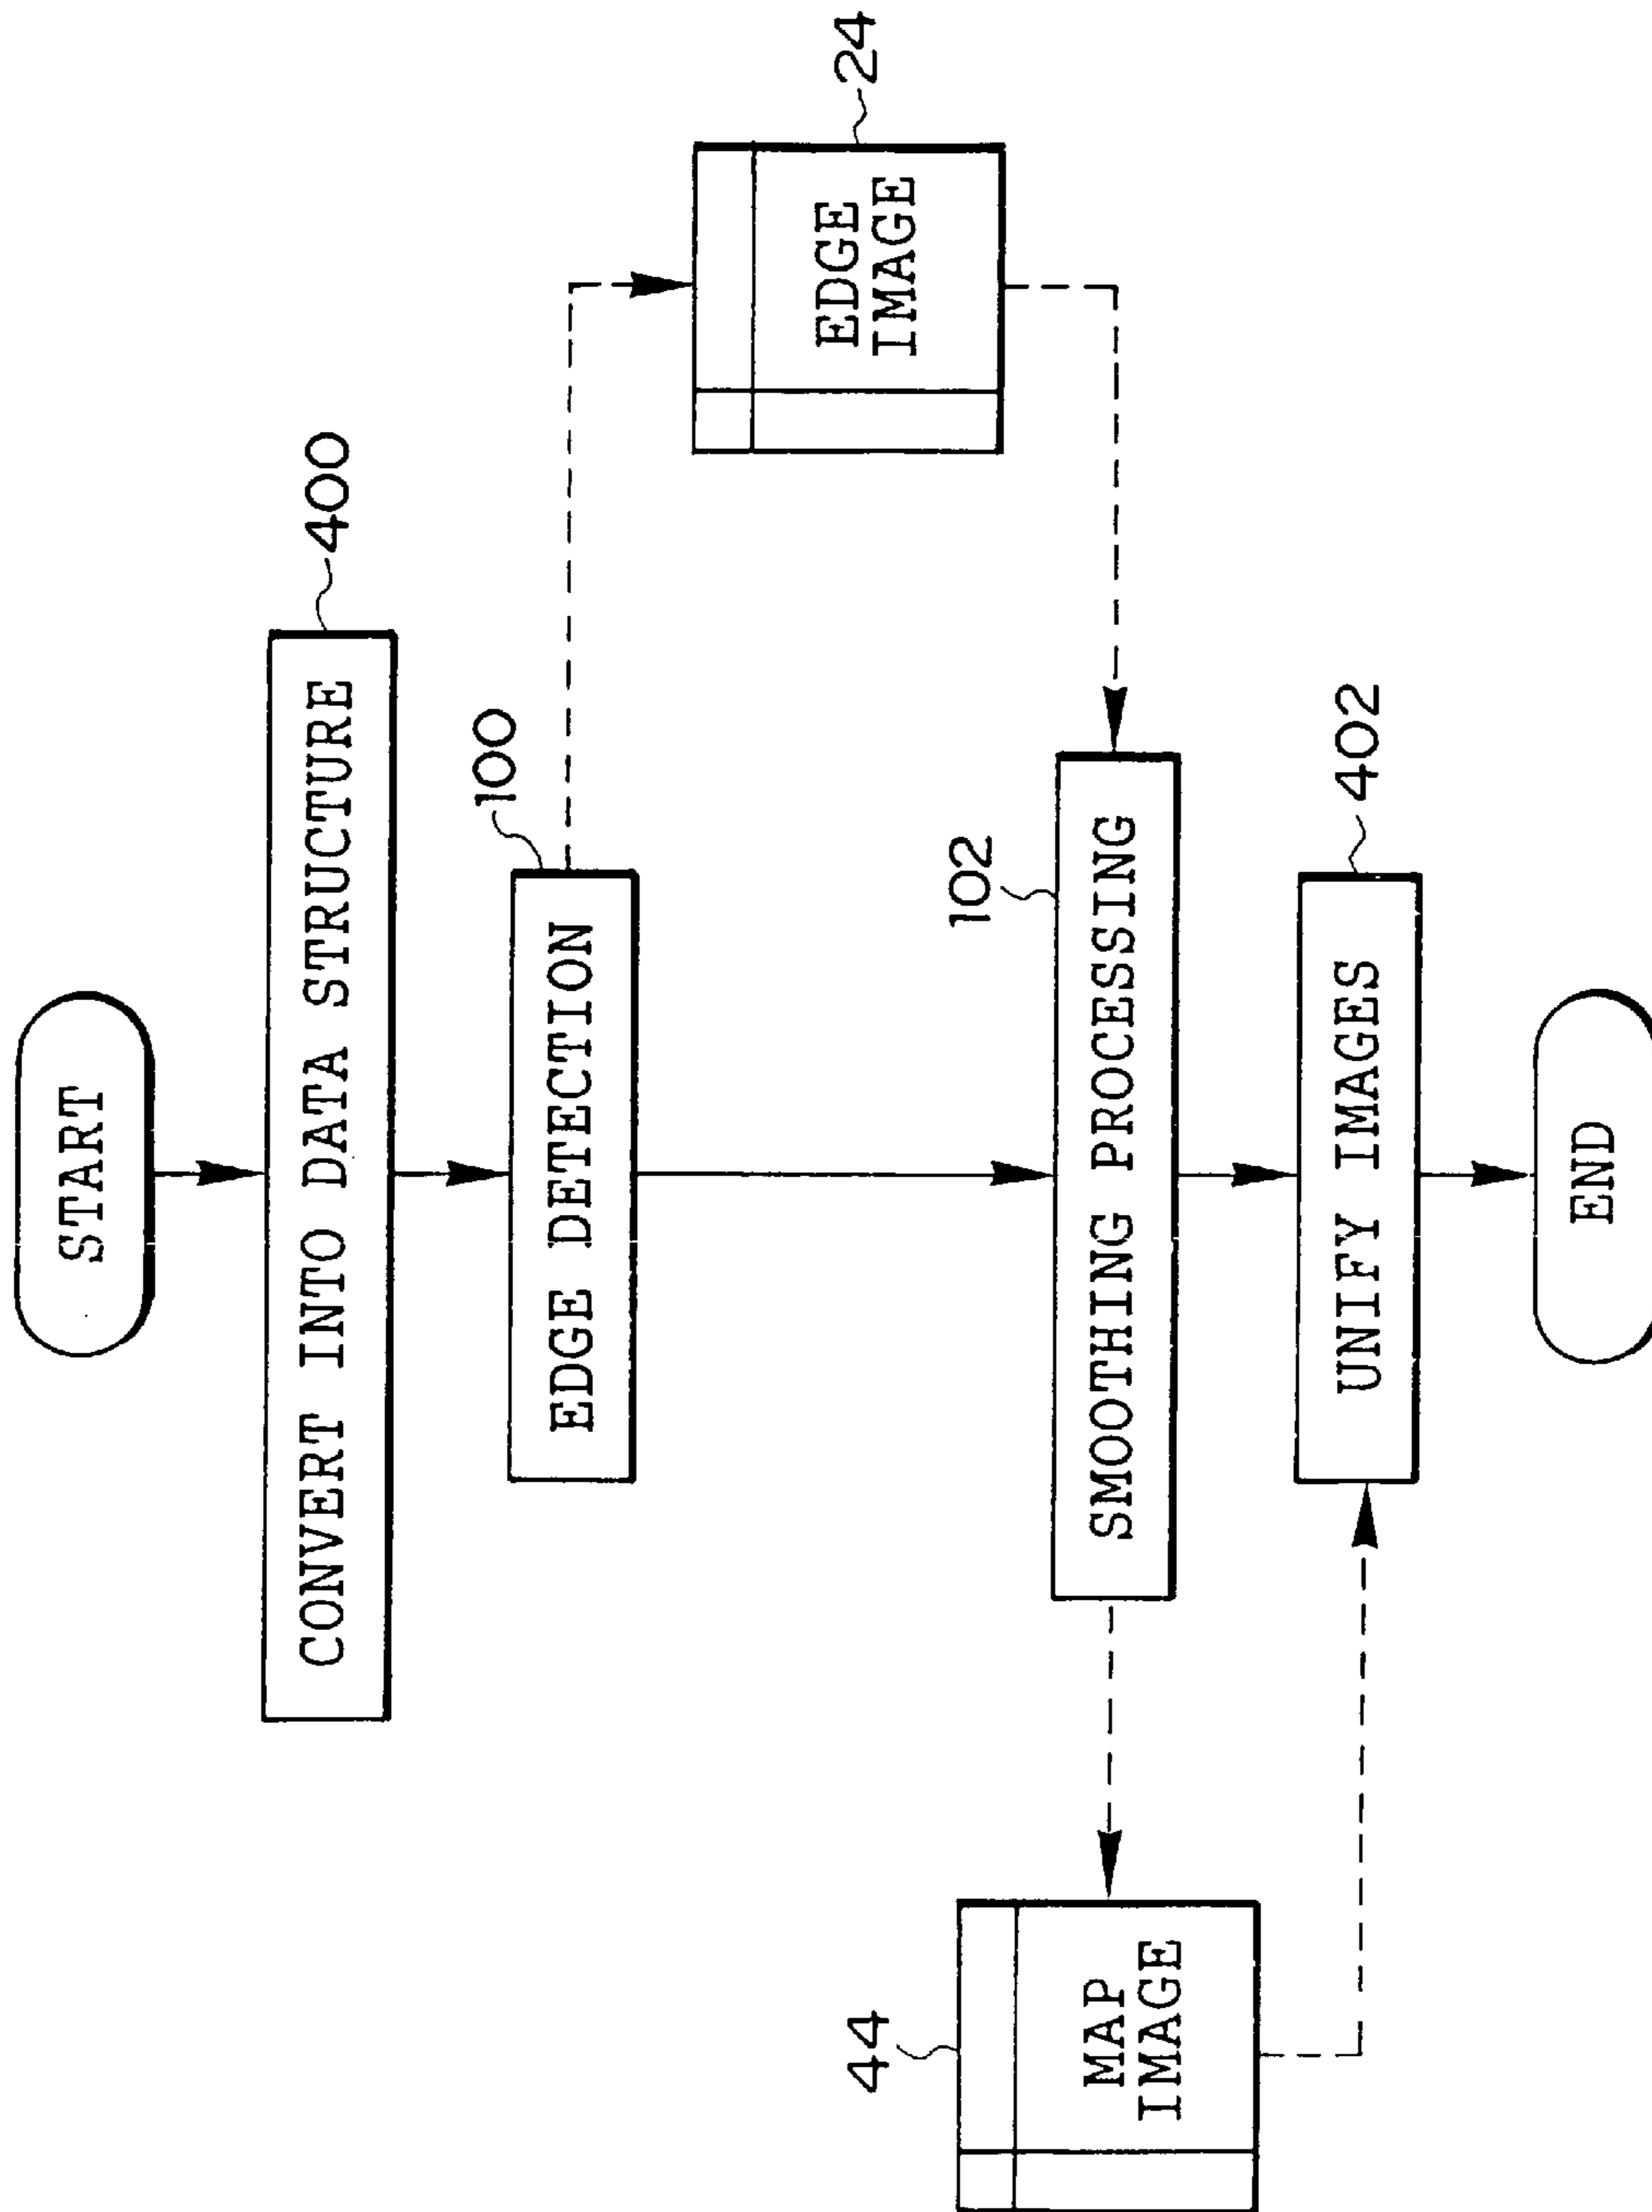 START
CONVERT INTO DATA STRUCTURE
400
EDGE DETECTION
100
EDGE
IMAGE
24
SMOOTHING PROCESSING
102
MAP
IMAGE
44
UNIFY IMAGES
402
END